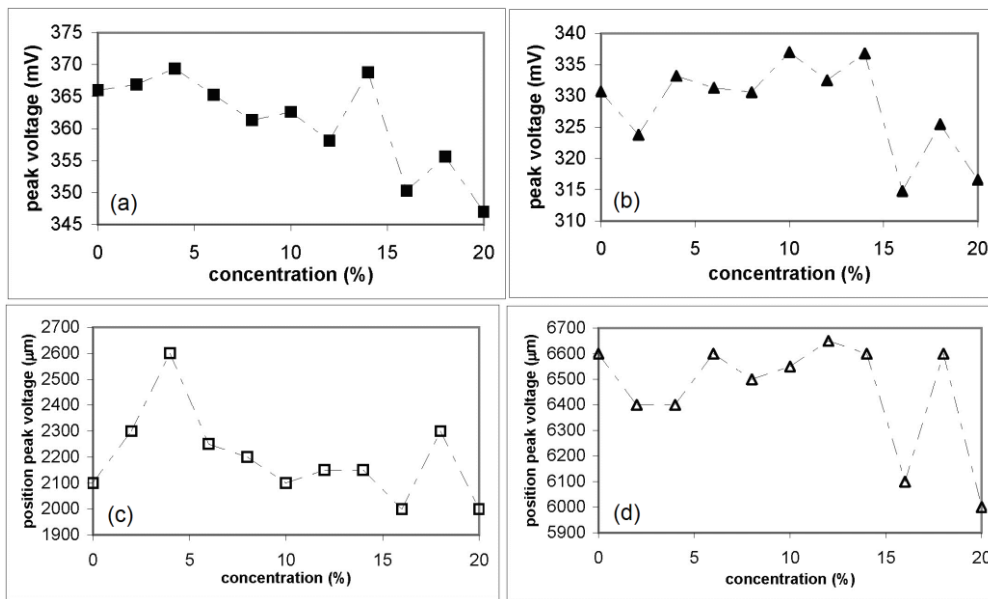 peak voltage (mV)
375
370
365
360
355
350
345
(a)
0 5 10 15 20
concentration (%)
peak voltage (mV)
340
335
330
325
320
315
310
(b)
0 5 10 15 20
concentration (%)
position peak voltage (µm)
2700
2600
2500
2400
2300
2200
2100
2000
1900
(c)
0 5 10 15 20
concentration (%)
position peak voltage (µm)
6700
6600
6500
6400
6300
6200
6100
6000
5900
(d)
0 5 10 15 20
concentration (%)